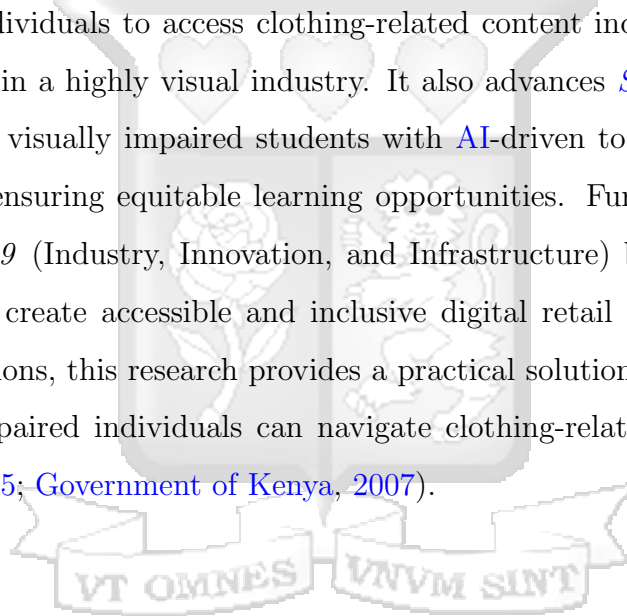 dividuals to access clothing-related content inc
in a highly visual industry. It also advances S
visually impaired students with AI-driven to
ensuring equitable learning opportunities. Fur
9 (Industry, Innovation, and Infrastructure) b
create accessible and inclusive digital retail
ions, this research provides a practical solution
paired individuals can navigate clothing-relat
5; Government of Kenya, 2007).
VT OMNES VNVM SINT